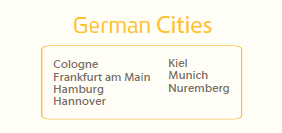 German Cities
Cologne
Frankfurt am Main
Hamburg
Hannover
Kiel
Munich
Nuremberg